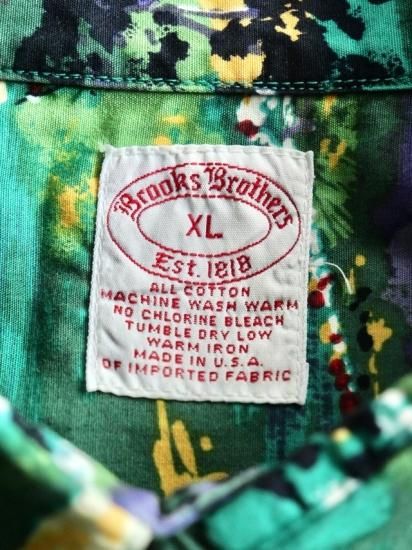 Brooks Brothers
XL
Est. 1818
ALL COTTON
MACHINE WASH WARM
NO CHLORINE BLEACH
TUMBLE DRY LOW
WARM IRON
MADE IN U.S.A.
OF IMPORTED FABRIC